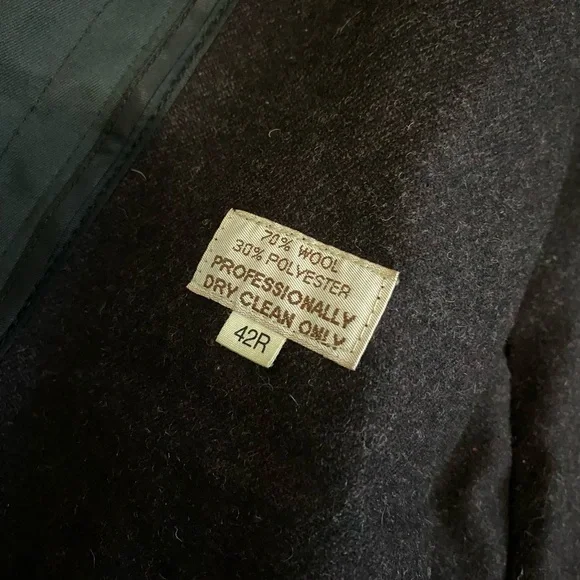 70% WOOL
30% POLYESTER
PROFESSIONALLY
DRY CLEAN ONLY
42R